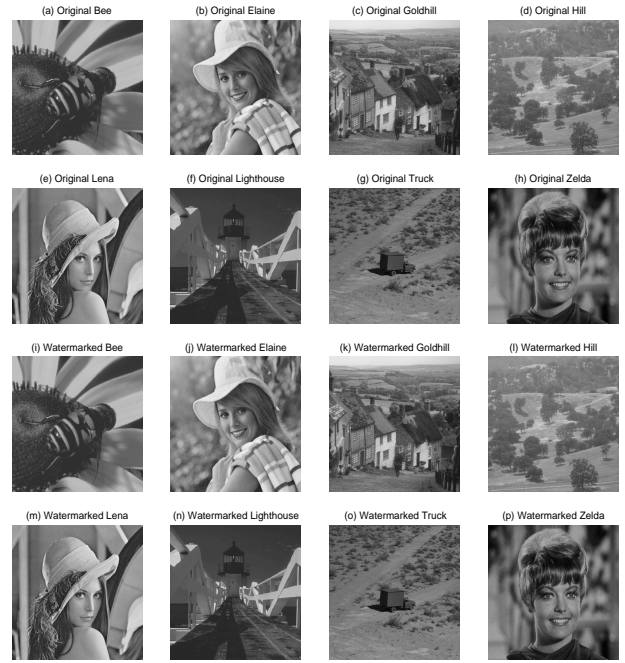 (a) Original Bee
(b) Original Elaine
(c) Original Goldhill
(d) Original Hill
(e) Original Lena
(f) Original Lighthouse
(g) Original Truck
(h) Original Zelda
(i) Watermarked Bee
(j) Watermarked Elaine
(k) Watermarked Goldhill
(l) Watermarked Hill
(m) Watermarked Lena
(n) Watermarked Lighthouse
(o) Watermarked Truck
(p) Watermarked Zelda